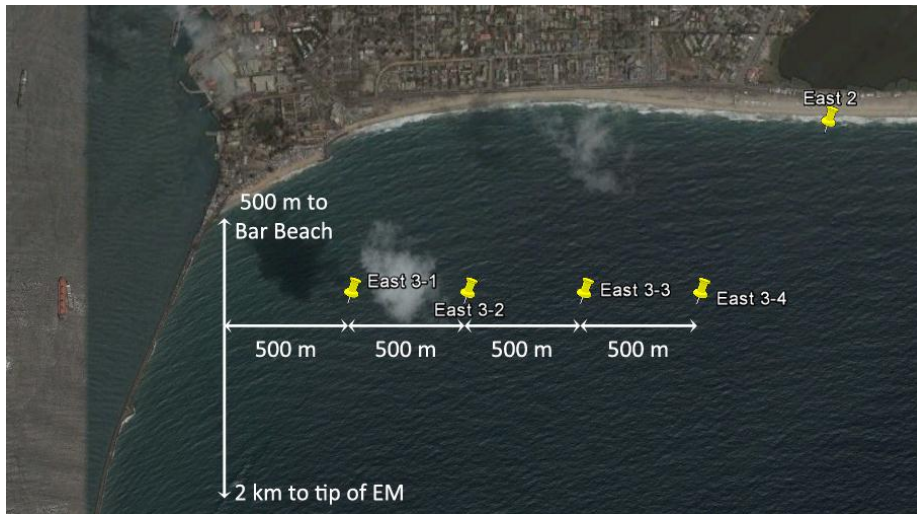 East 2
500 m to
Bar Beach
East 3-1
East 3-2
East 3-3
East 3-4
500 m
500 m
500 m
500 m
2 km to tip of EM